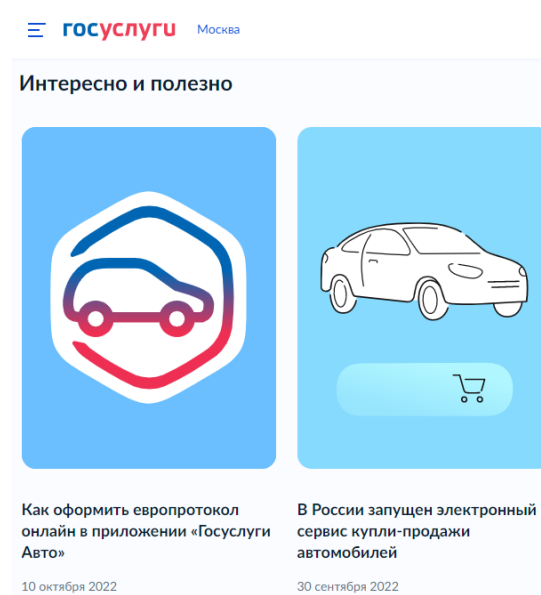 госуслуги Москва
Интересно и полезно
Как оформить европротокол
онлайн в приложении «Госуслуги
Авто»
10 октября 2022
В России запущен электронный
сервис купли-продажи
автомобилей
30 сентября 2022